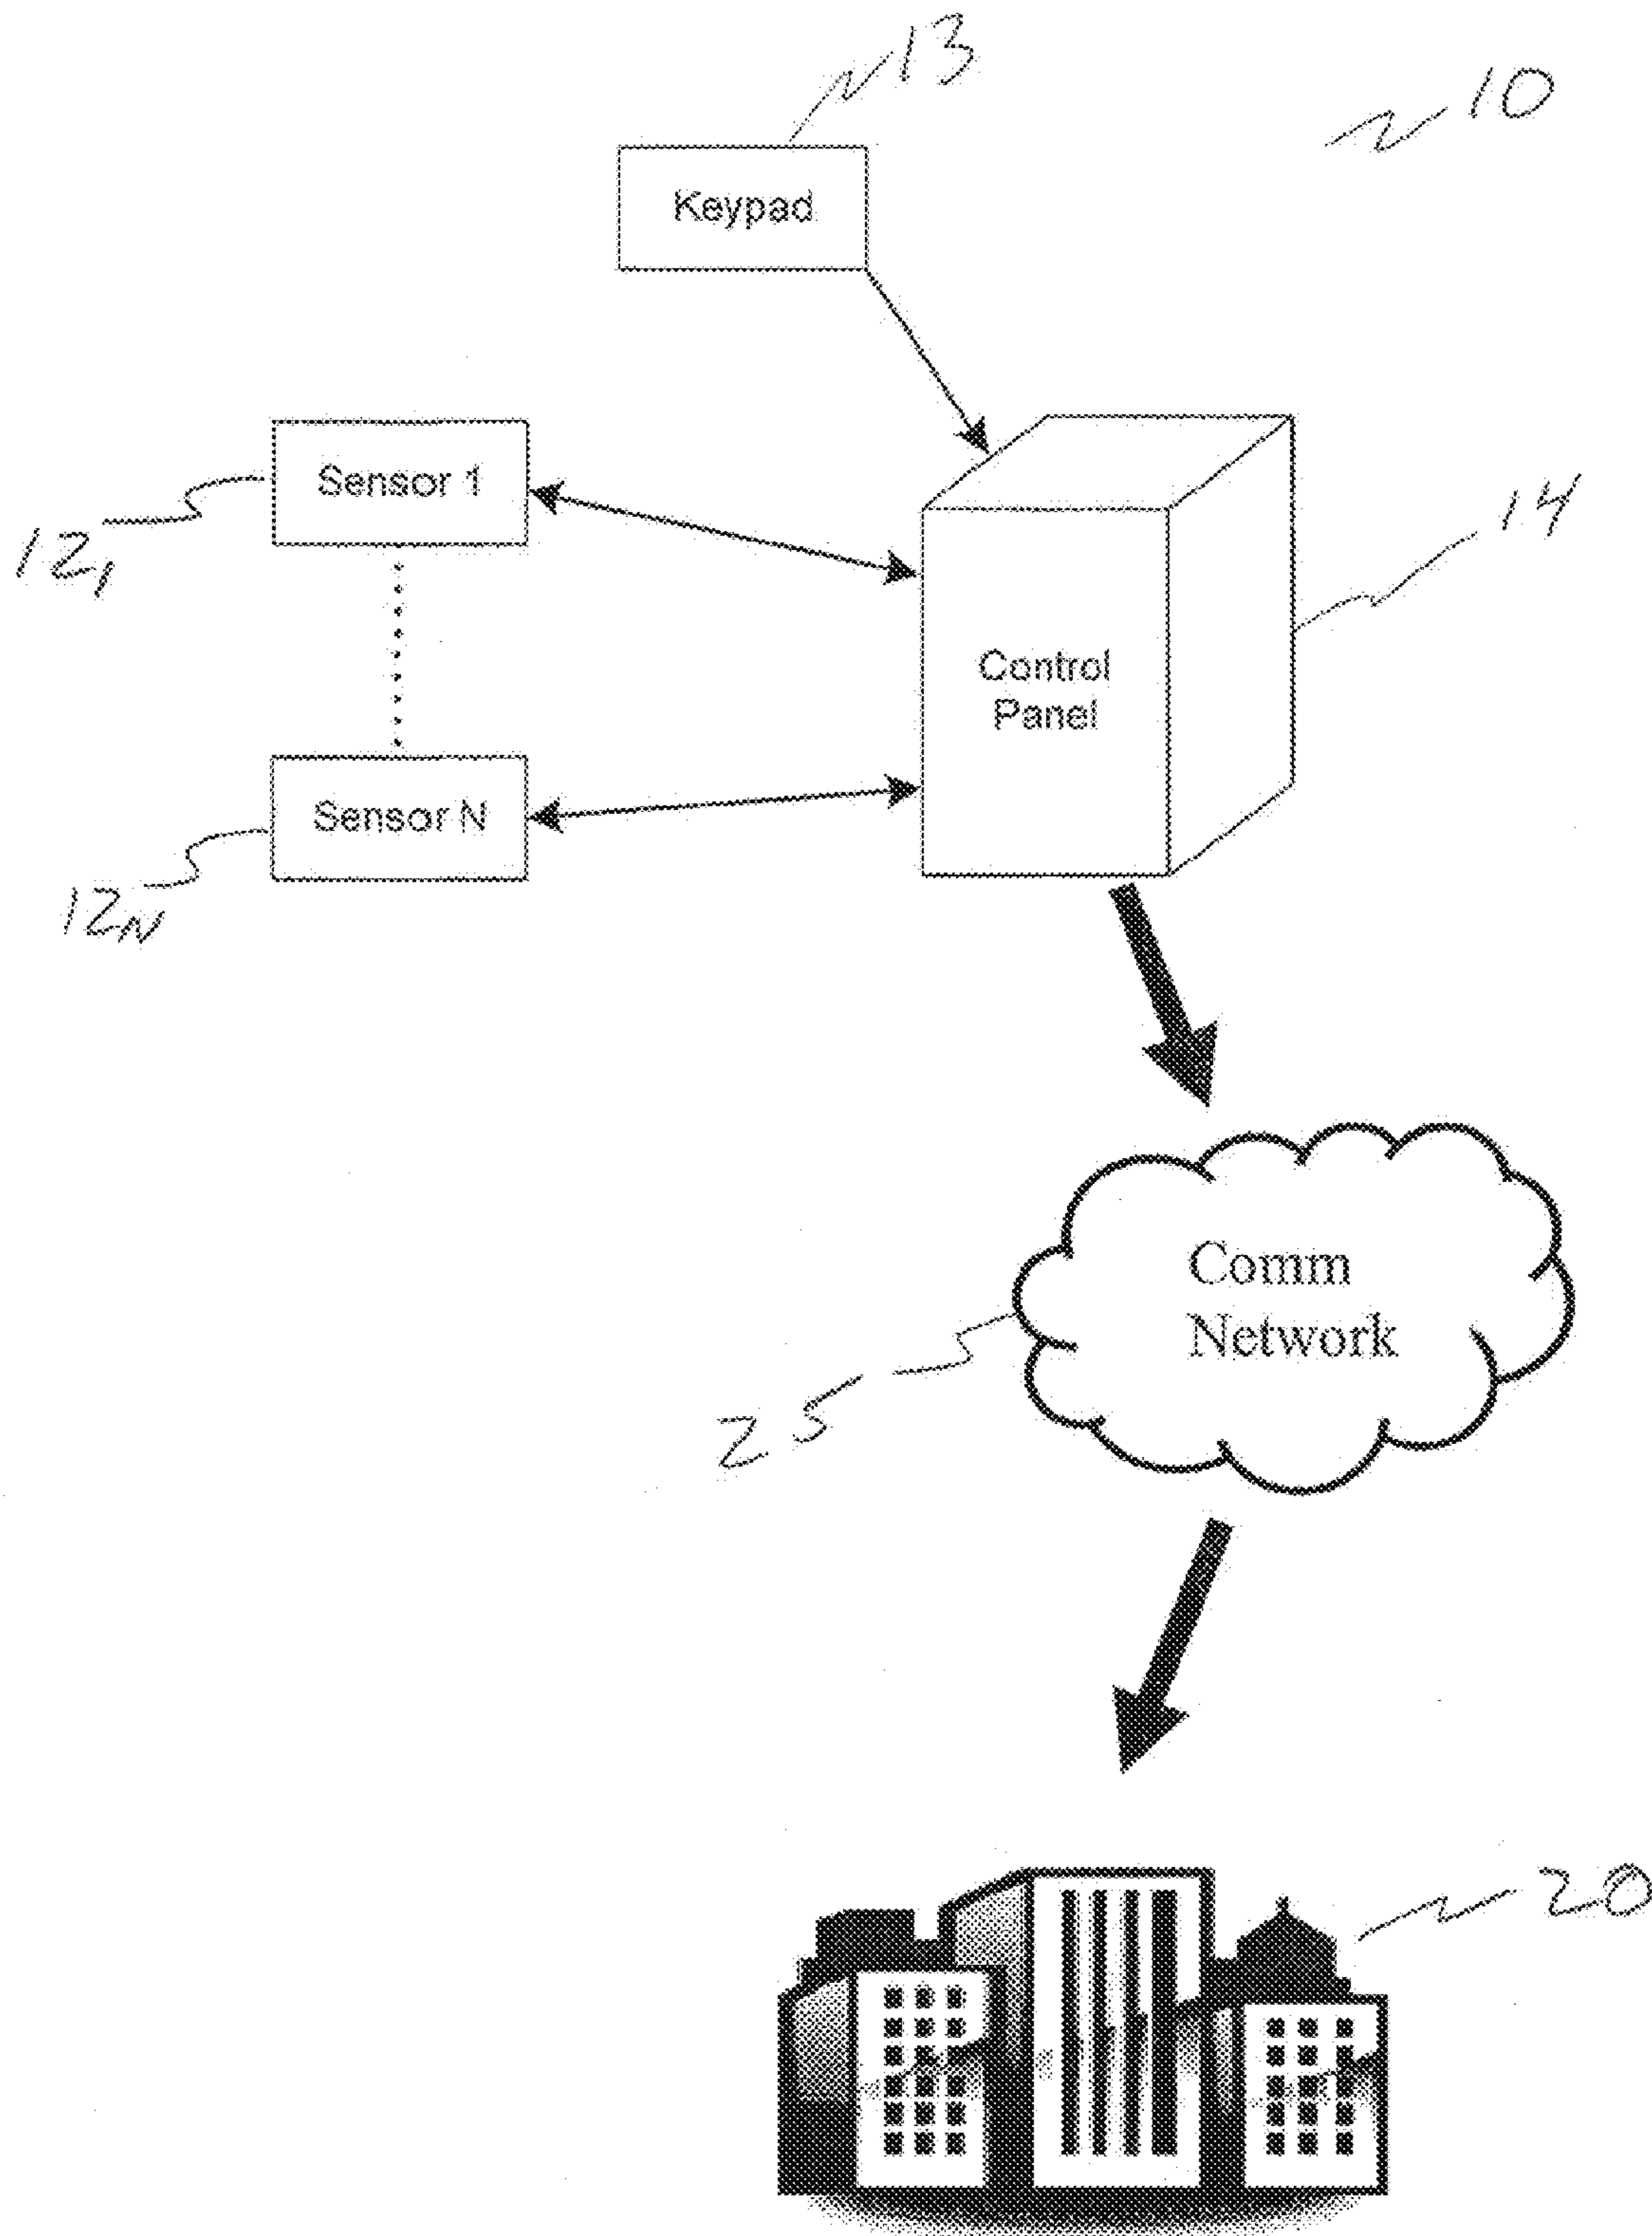 13
10
Keypad
Sensor 1
12₁
14
Control
Panel
Sensor N
12N
Comm
Network
25
20